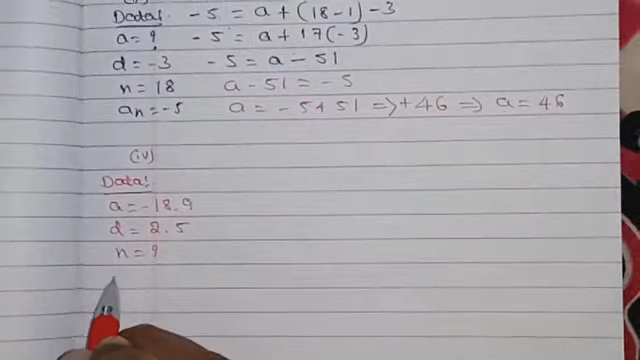 Data! - 5 = a + (18 - 1) - 3
a = ? - 5 = a + 17 (- 3)
d = - 3 - 5 = a - 51
n = 18 a - 51 = - 5
an = - 5 a = - 5 + 51 => + 46 => a = 46
(iv)
Data!
a = - 18.9
d = 2.5
n = ?